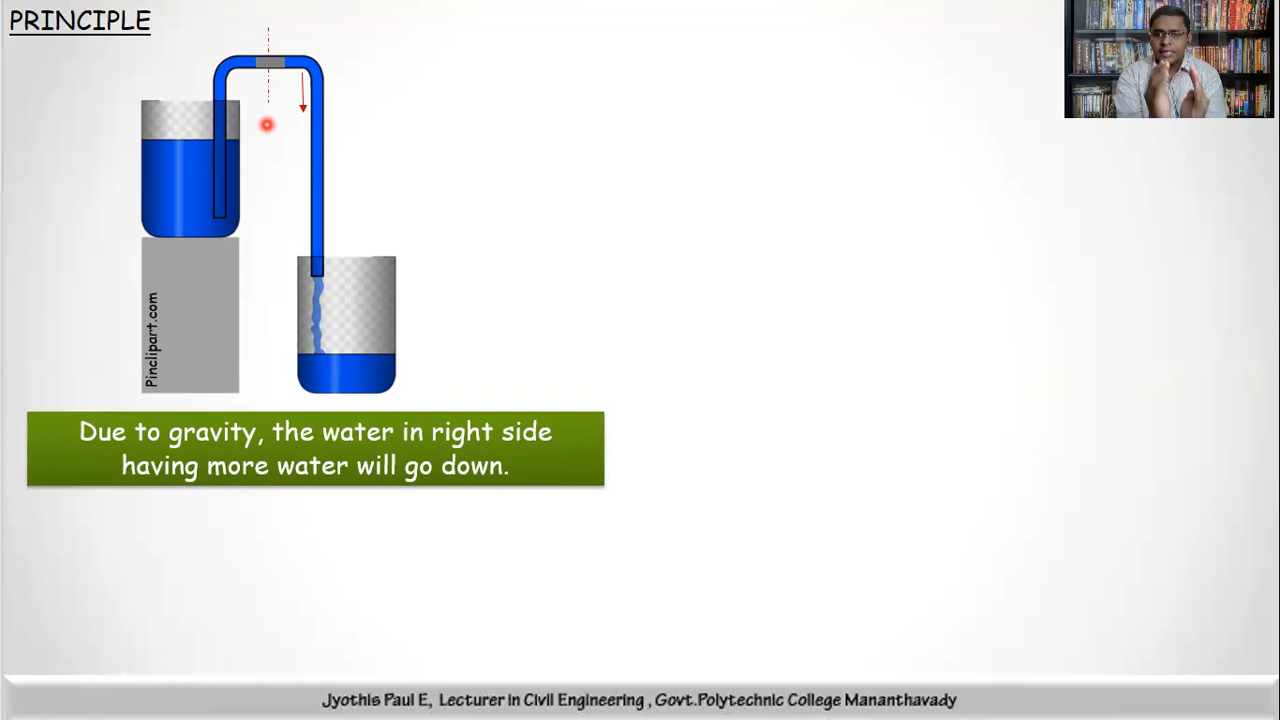 PRINCIPLE
Pinclipart.com
Due to gravity, the water in right side
having more water will go down.
Jyothis Paul E, Lecturer in Civil Engineering , Govt.Polytechnic College Mananthavady